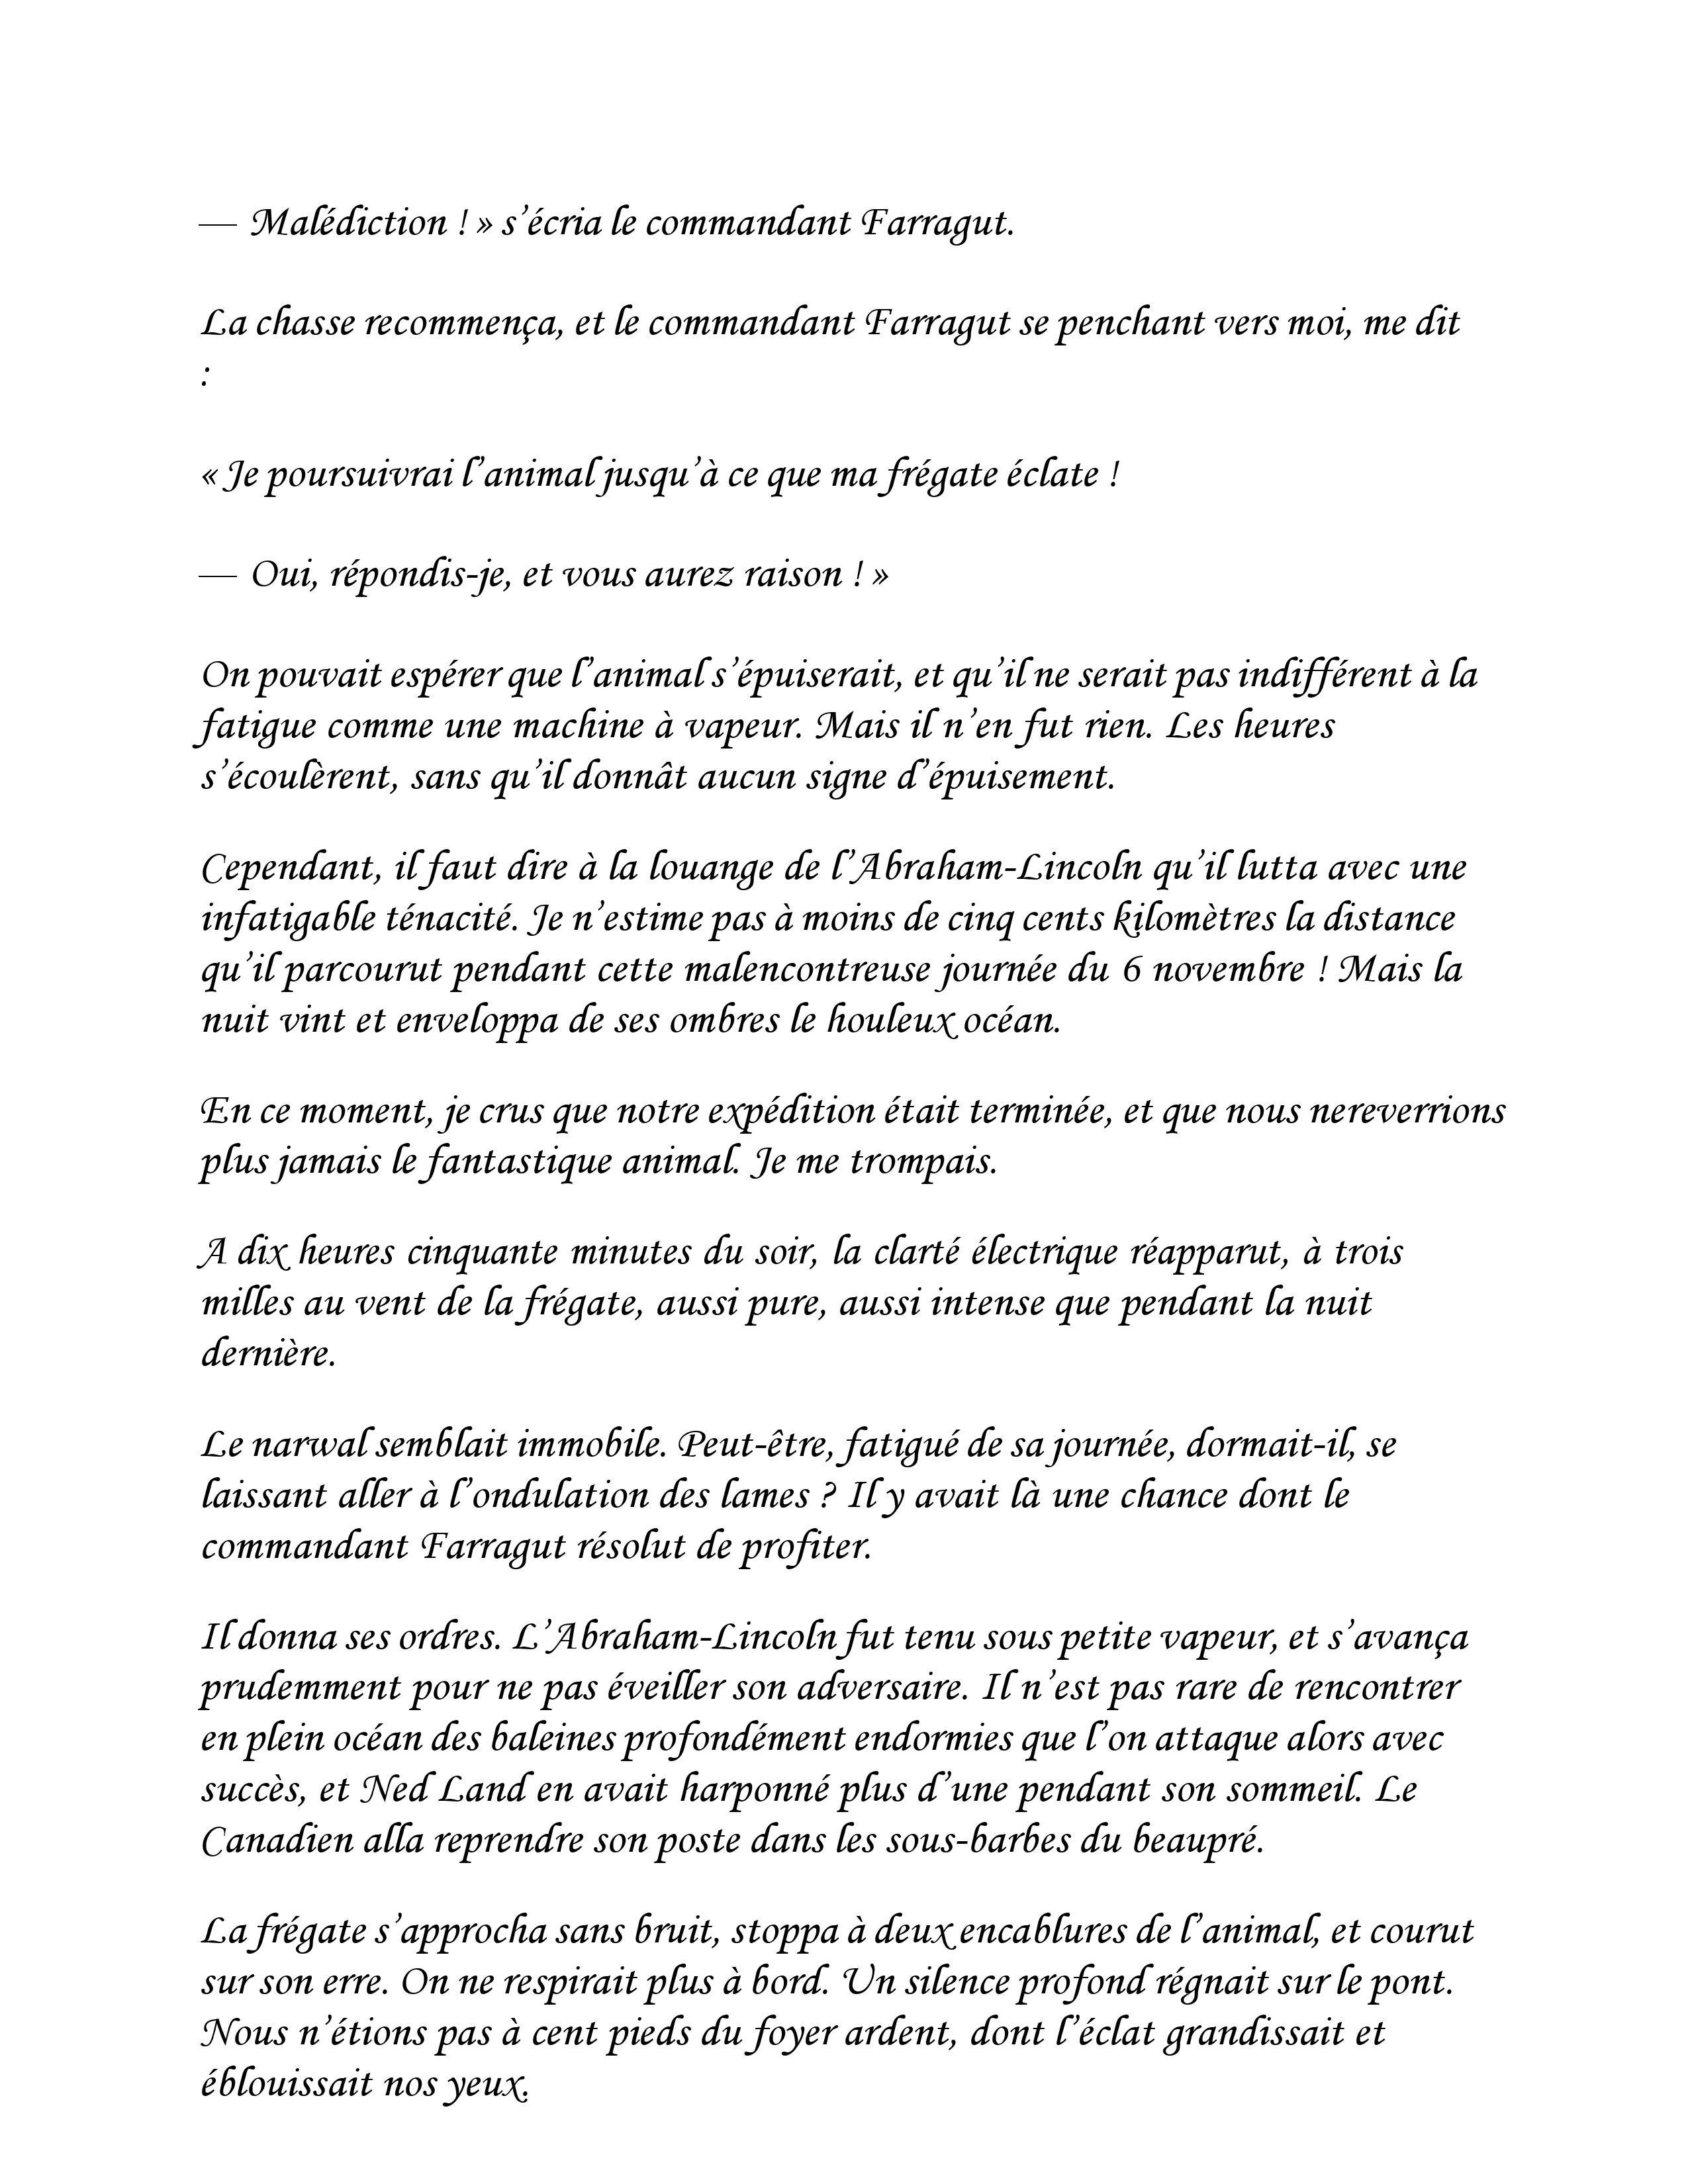 — Malédiction ! » s’écria le commandant Farragut.
La chasse recommença, et le commandant Farragut se penchant vers moi, me dit
:
« Je poursuivrai l’animal jusqu’à ce que ma frégate éclate !
— Oui, répondis-je, et vous aurez raison ! »
On pouvait espérer que l’animal s’épuiserait, et qu’il ne serait pas indifférent à la
fatigue comme une machine à vapeur. Mais il n’en fut rien. Les heures
s’écoulèrent, sans qu’il donnât aucun signe d’épuisement.
Cependant, il faut dire à la louange de l’Abraham-Lincoln qu’il lutta avec une
infatigable ténacité. Je n’estime pas à moins de cinq cents kilomètres la distance
qu’il parcourut pendant cette malencontreuse journée du 6 novembre ! Mais la
nuit vint et enveloppa de ses ombres le houleux océan.
En ce moment, je crus que notre expédition était terminée, et que nous nereverrions
plus jamais le fantastique animal. Je me trompais.
A dix heures cinquante minutes du soir, la clarté électrique réapparut, à trois
milles au vent de la frégate, aussi pure, aussi intense que pendant la nuit
dernière.
Le narwal semblait immobile. Peut-être, fatigué de sa journée, dormait-il, se
laissant aller à l’ondulation des lames ? Il y avait là une chance dont le
commandant Farragut résolut de profiter.
Il donna ses ordres. L’Abraham-Lincoln fut tenu sous petite vapeur, et s’avança
prudemment pour ne pas éveiller son adversaire. Il n’est pas rare de rencontrer
en plein océan des baleines profondément endormies que l’on attaque alors avec
succès, et Ned Land en avait harponné plus d’une pendant son sommeil. Le
Canadien alla reprendre son poste dans les sous-barbes du beaupré.
La frégate s’approcha sans bruit, stoppa à deux encablures de l’animal, et courut
sur son erre. On ne respirait plus à bord. Un silence profond régnait sur le pont.
Nous n’étions pas à cent pieds du foyer ardent, dont l’éclat grandissait et
éblouissait nos yeux.